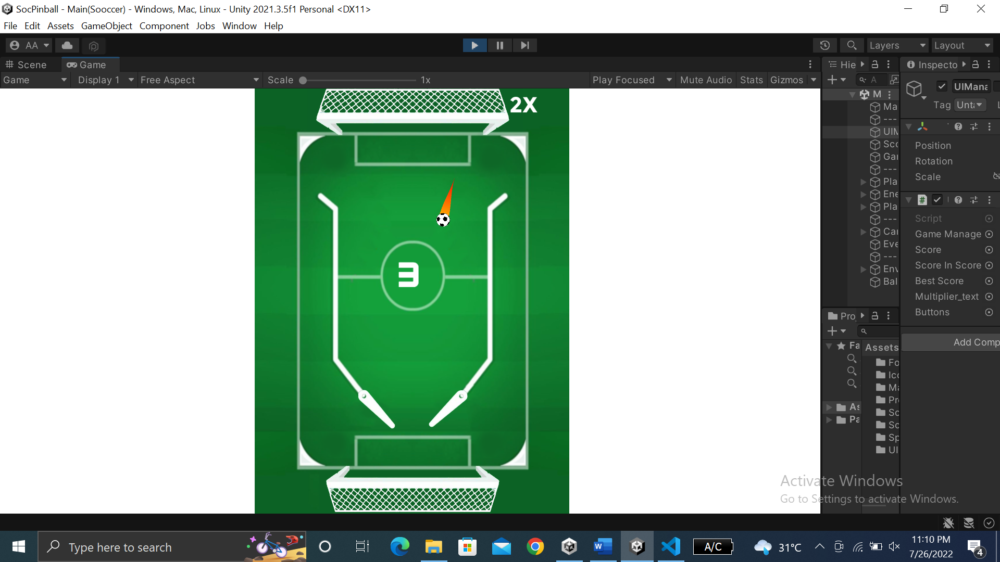 SocPinball - Main(Sooccer) - Windows, Mac, Linux - Unity 2021.3.5f1 Personal <DX11>
File Edit Assets GameObject Component Jobs Window Help
AA Layers Layout
Scene Game Hie Inspecto
Game Display 1 Free Aspect Scale 1x Play Focused Mute Audio Stats Gizmos A
UIMana
M
Tag Unt
Ma
---
UIM
Sco
Gar
---
Pla
Ene
Pla
---
Car
Eve
---
Env
Bal
Position
Rotation
Scale
Script
Game Manage
Score
Score In Score
Best Score
Multiplier_text
Buttons
Add Comp
2X
3
Pro
Fa
As
Pa
Assets
Fo
Ico
Ma
Pr
Sc
Sc
Sp
UI
Activate Windows
Go to Settings to activate Windows.
Type here to search
A/C
31°C
11:10 PM
7/26/2022
4